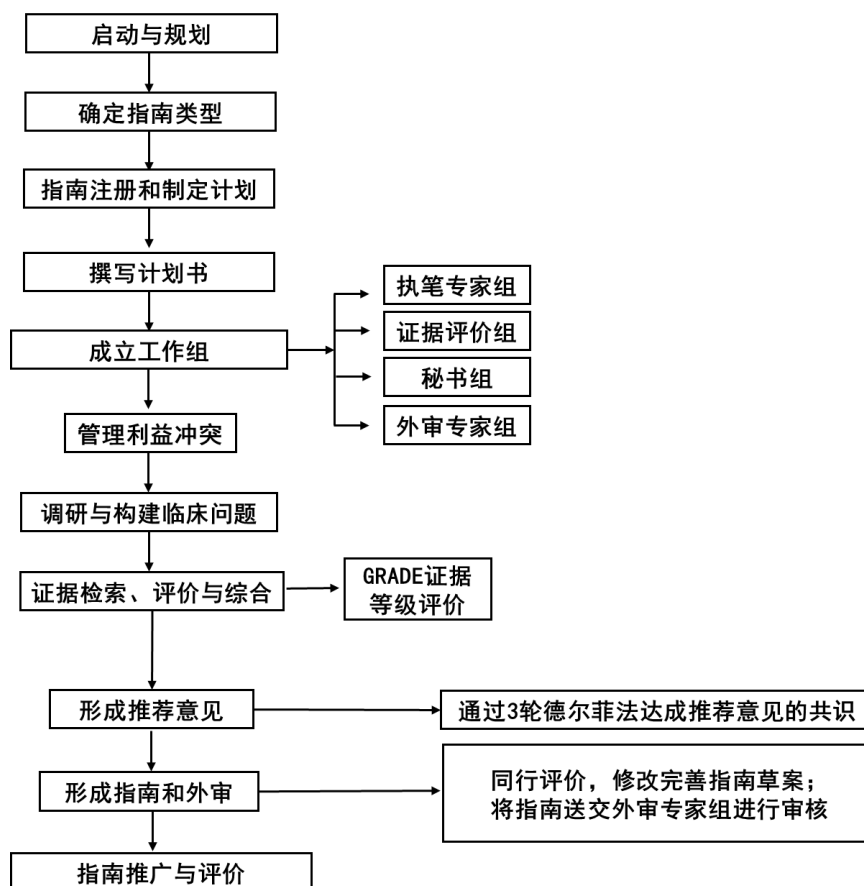 启动与规划
确定指南类型
指南注册和制定计划
撰写计划书
成立工作组
执笔专家组
证据评价组
秘书组
外审专家组
管理利益冲突
调研与构建临床问题
证据检索、评价与综合
GRADE证据
等级评价
形成推荐意见
通过3轮德尔菲法达成推荐意见的共识
形成指南和外审
同行评价，修改完善指南草案；
将指南送交外审专家组进行审核
指南推广与评价